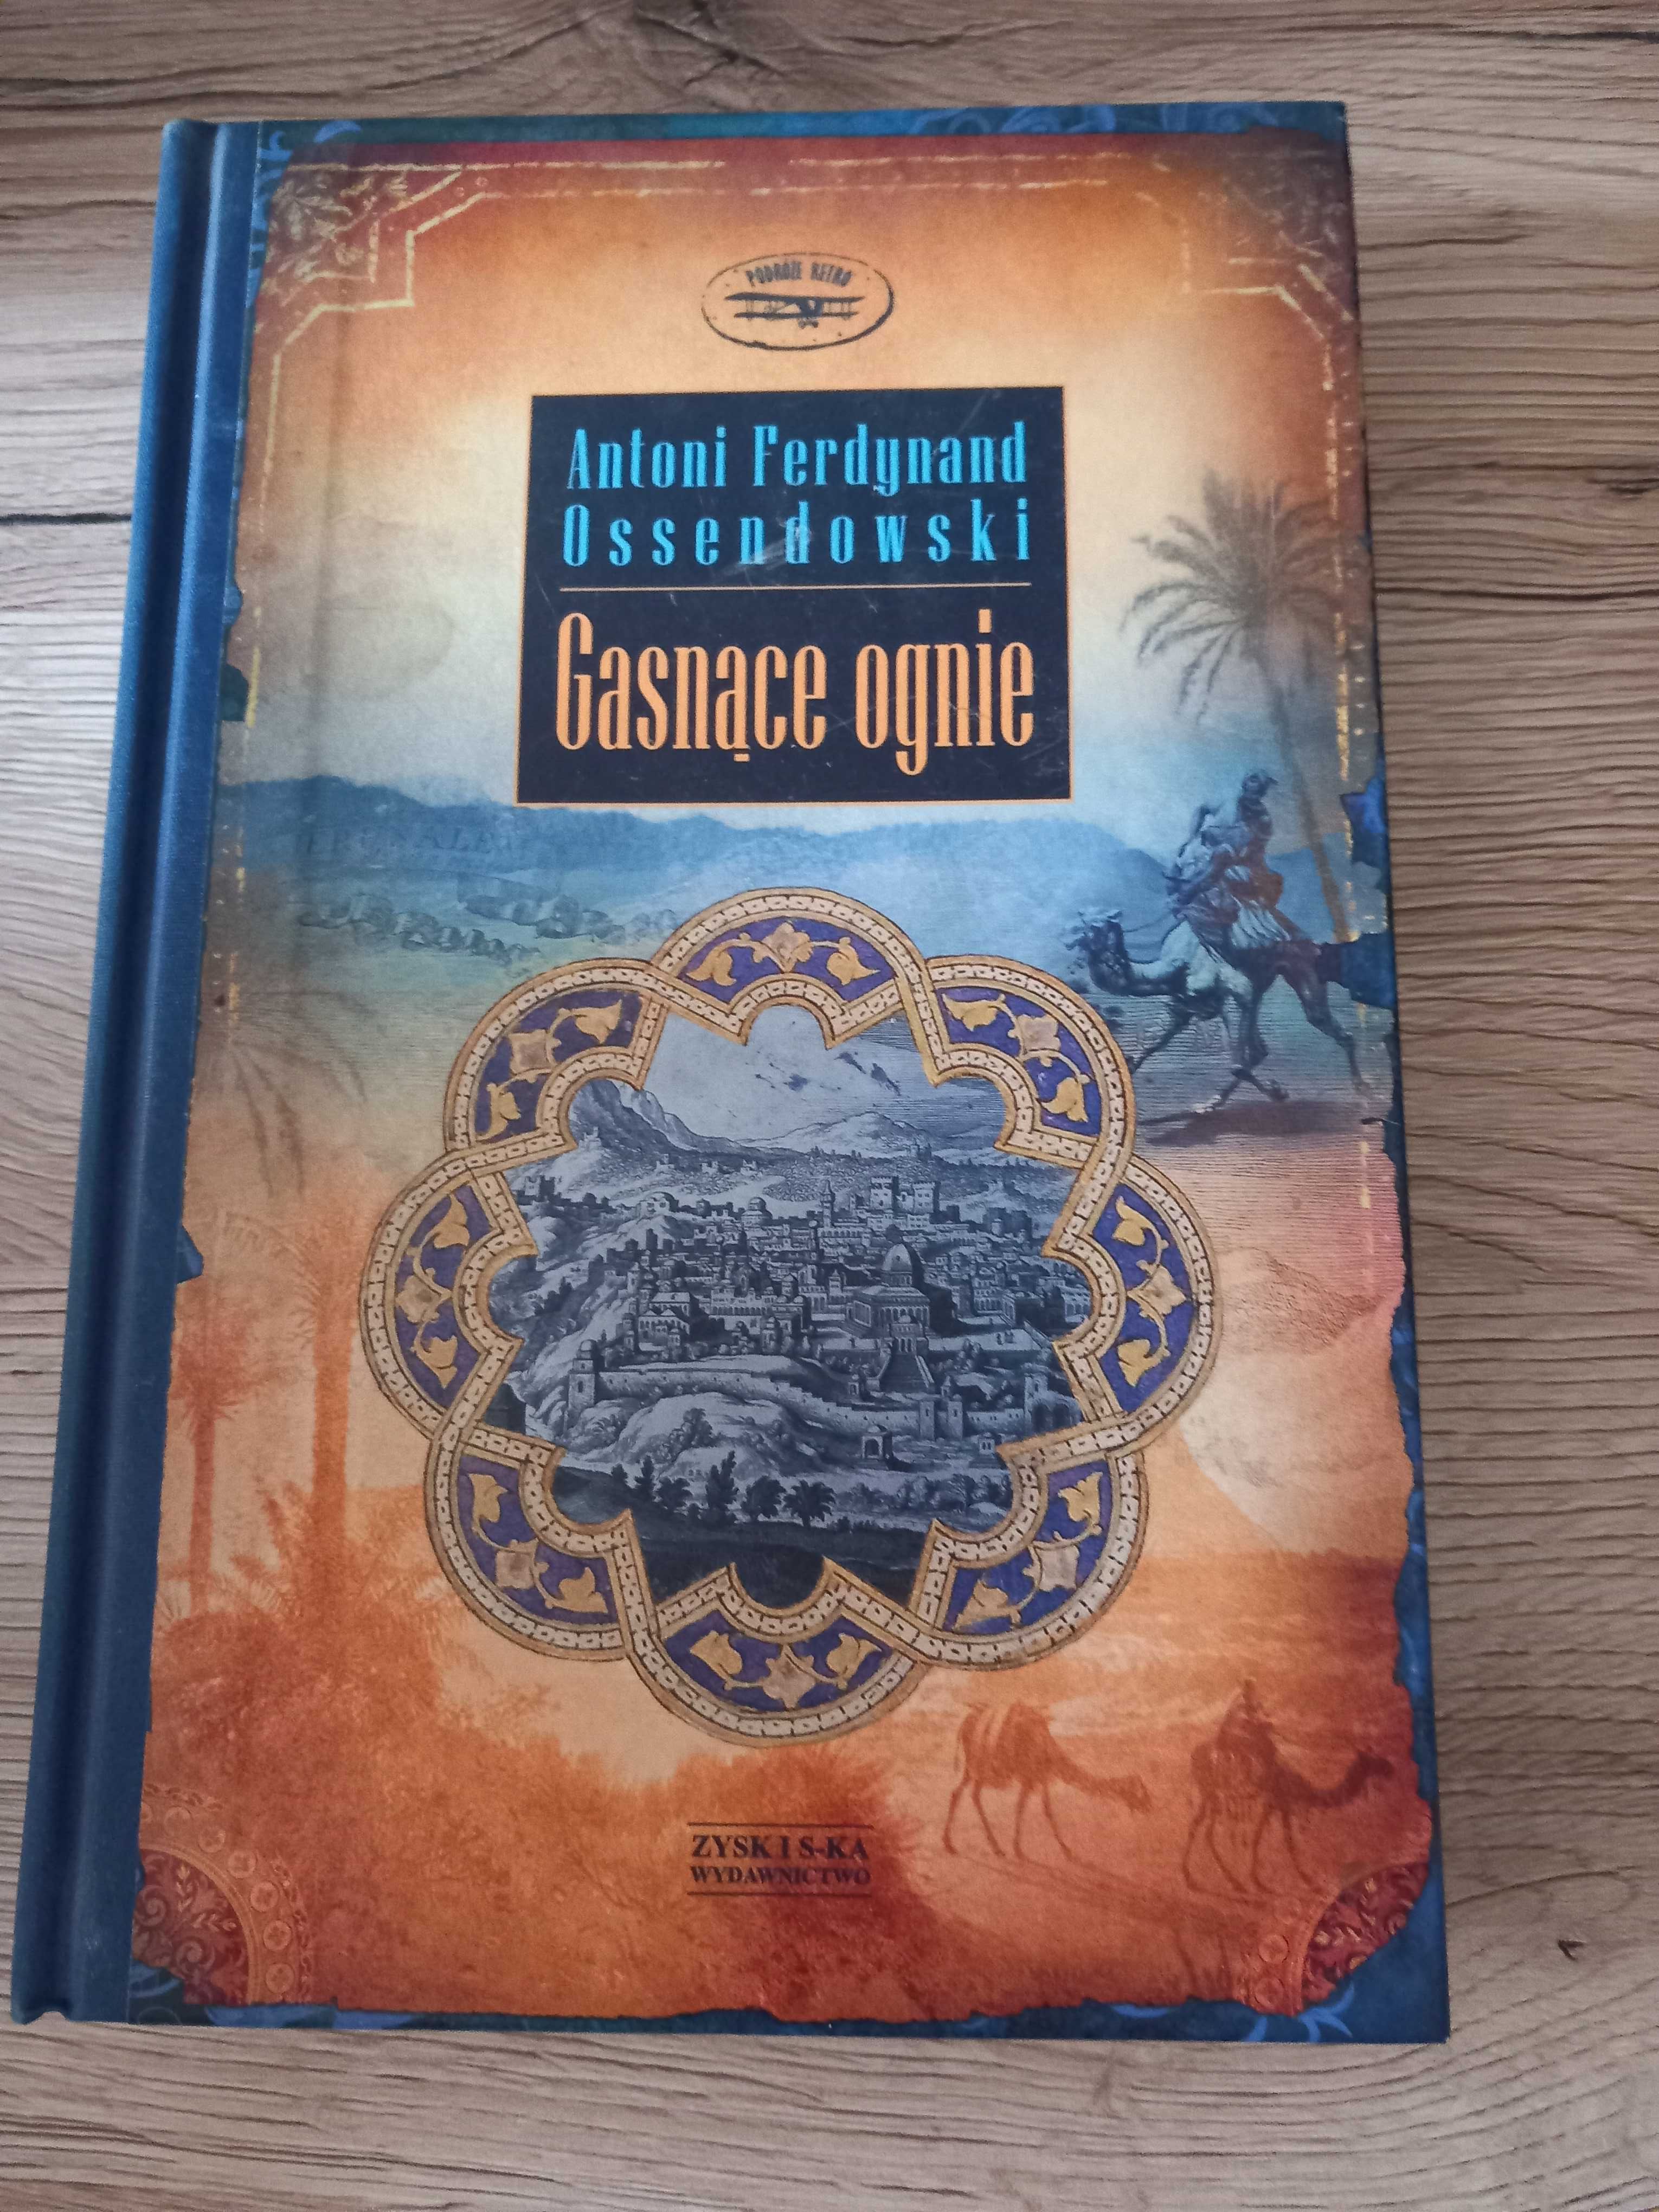 PODRÓŻE RETRO
Antoni Ferdynand
Ossendowski
Gasnące ognie
ZYSK I S-KA
WYDAWNICTWO